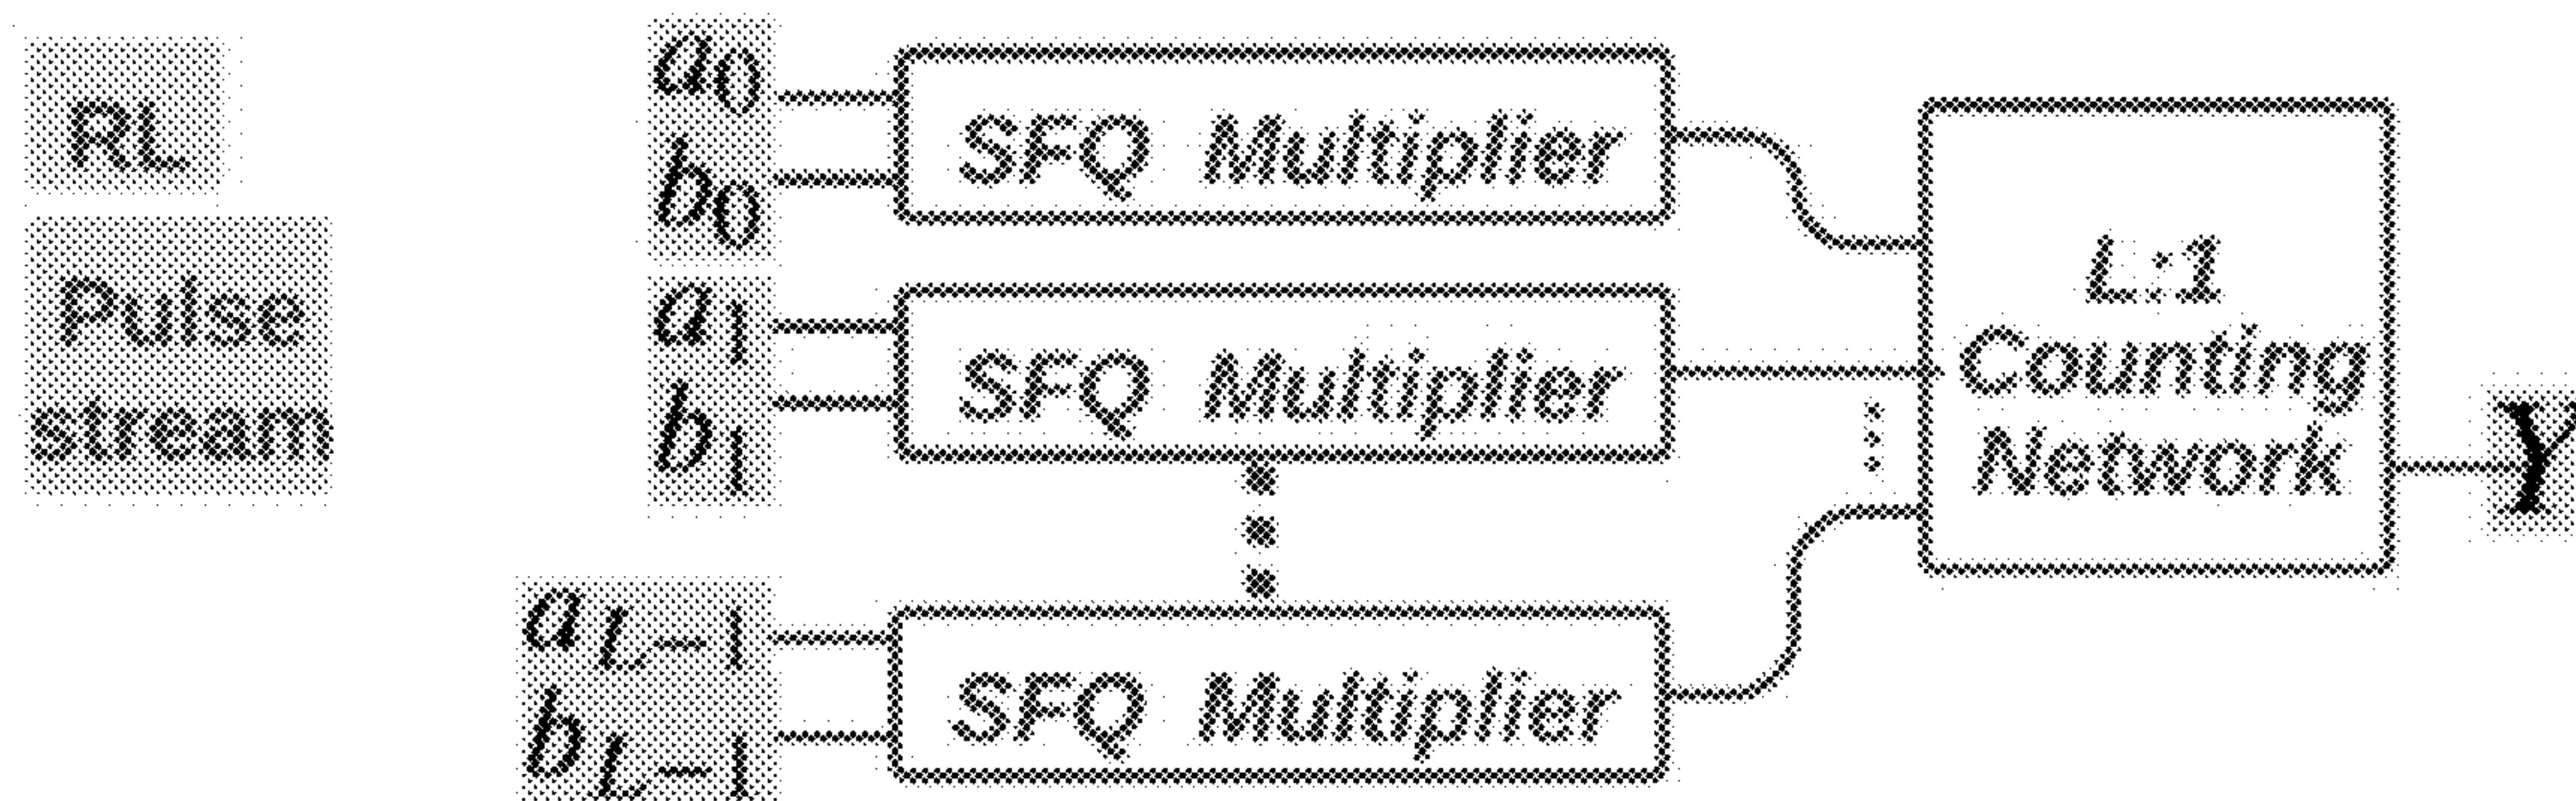 RL
Pulse
stream
a0
b0
SFQ Multiplier
a1
b1
SFQ Multiplier
aL−1
bL−1
SFQ Multiplier
L:1
Counting
Network
Y